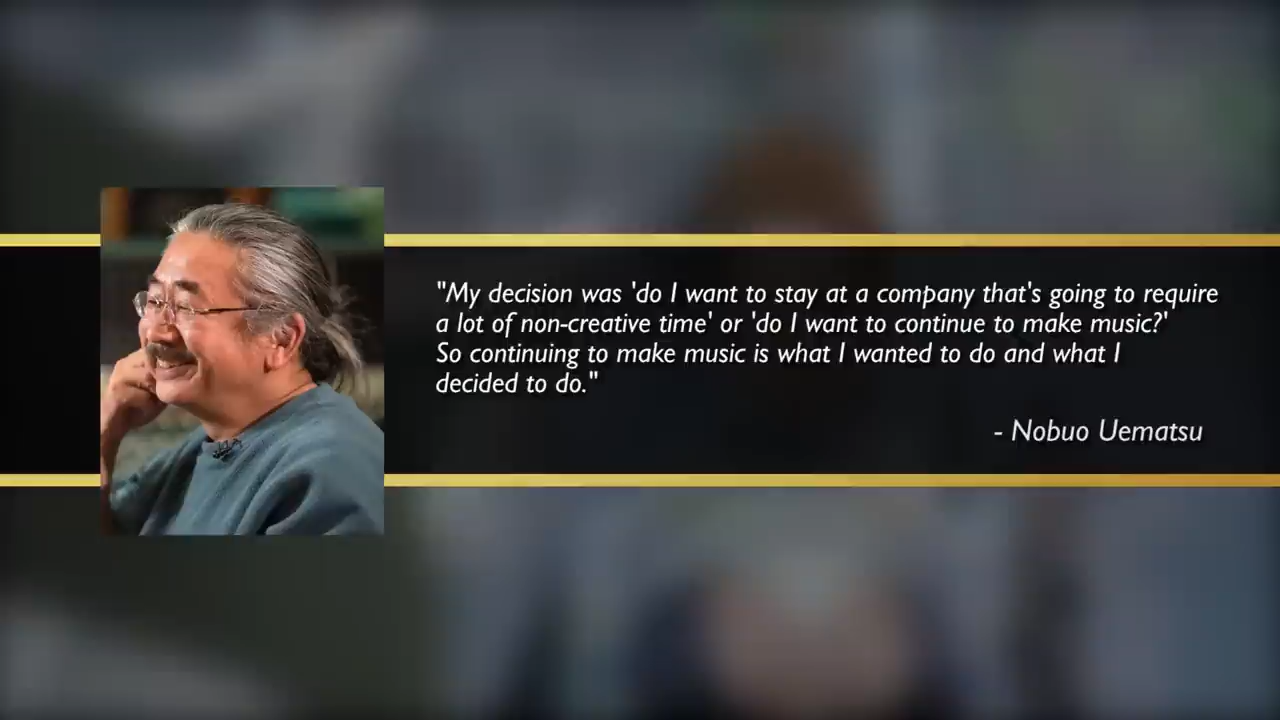 "My decision was 'do I want to stay at a company that's going to require
a lot of non-creative time' or 'do I want to continue to make music?'
So continuing to make music is what I wanted to do and what I
decided to do."
- Nobuo Uematsu